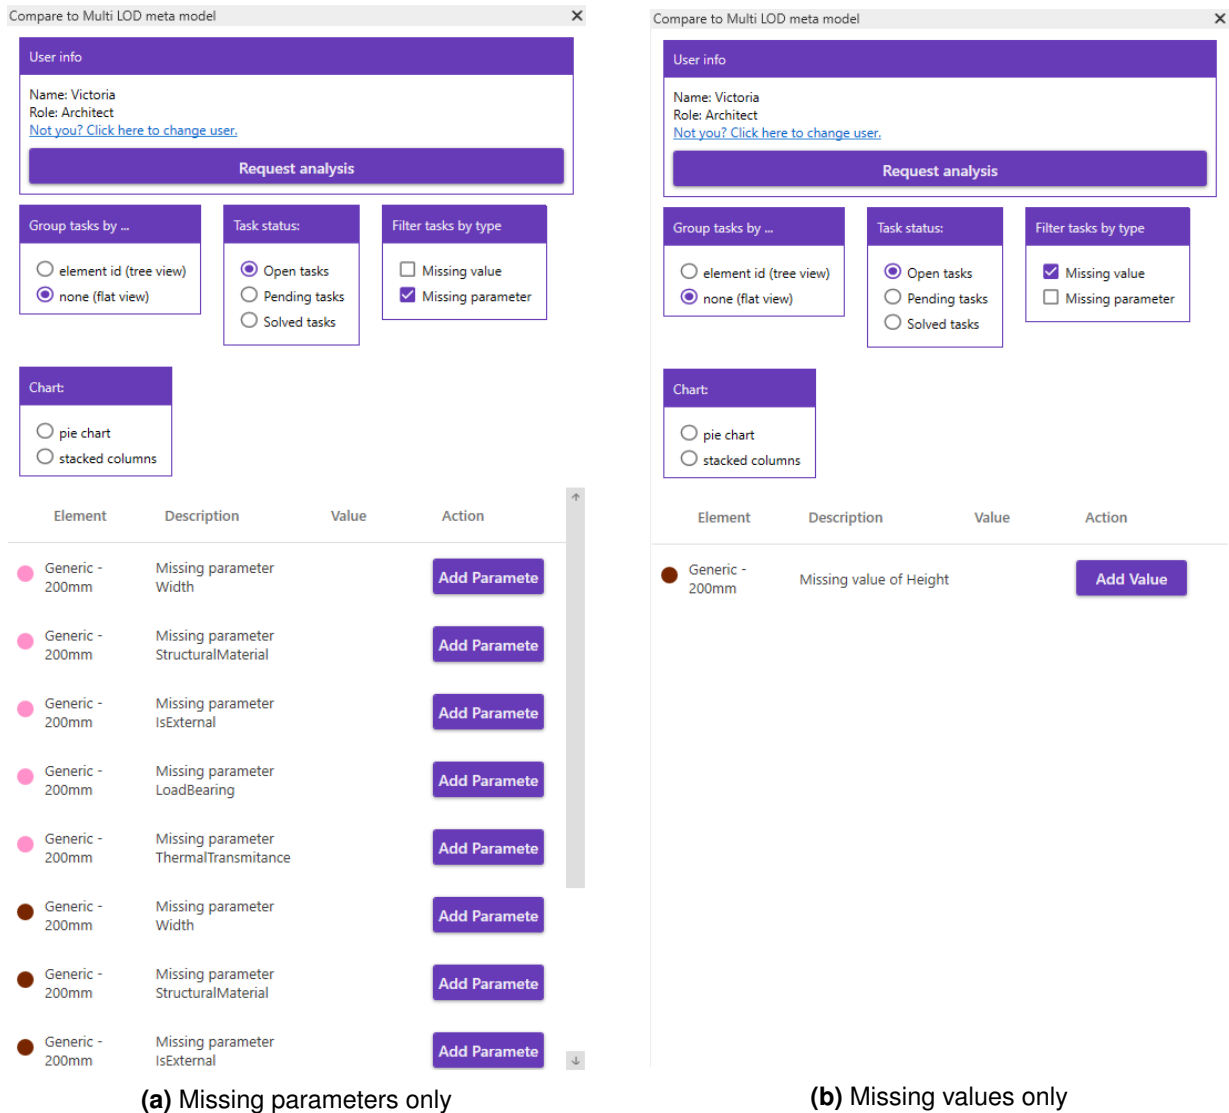 Compare to Multi LOD meta model
User info
Name: Victoria
Role: Architect
Not you? Click here to change user.
Request analysis
Group tasks by ...
element id (tree view)
none (flat view)
Task status:
Open tasks
Pending tasks
Solved tasks
Filter tasks by type
Missing value
Missing parameter
Chart:
pie chart
stacked columns
Element Description Value Action
Generic -
200mm
Missing parameter
Width
Add Paramete
Generic -
200mm
Missing parameter
StructuralMaterial
Add Paramete
Generic -
200mm
Missing parameter
IsExternal
Add Paramete
Generic -
200mm
Missing parameter
LoadBearing
Add Paramete
Generic -
200mm
Missing parameter
ThermalTransmitance
Add Paramete
Generic -
200mm
Missing parameter
Width
Add Paramete
Generic -
200mm
Missing parameter
StructuralMaterial
Add Paramete
Generic -
200mm
Missing parameter
IsExternal
Add Paramete
(a) Missing parameters only
Compare to Multi LOD meta model
User info
Name: Victoria
Role: Architect
Not you? Click here to change user.
Request analysis
Group tasks by ...
element id (tree view)
none (flat view)
Task status:
Open tasks
Pending tasks
Solved tasks
Filter tasks by type
Missing value
Missing parameter
Chart:
pie chart
stacked columns
Element Description Value Action
Generic -
200mm
Missing value of Height
Add Value
(b) Missing values only